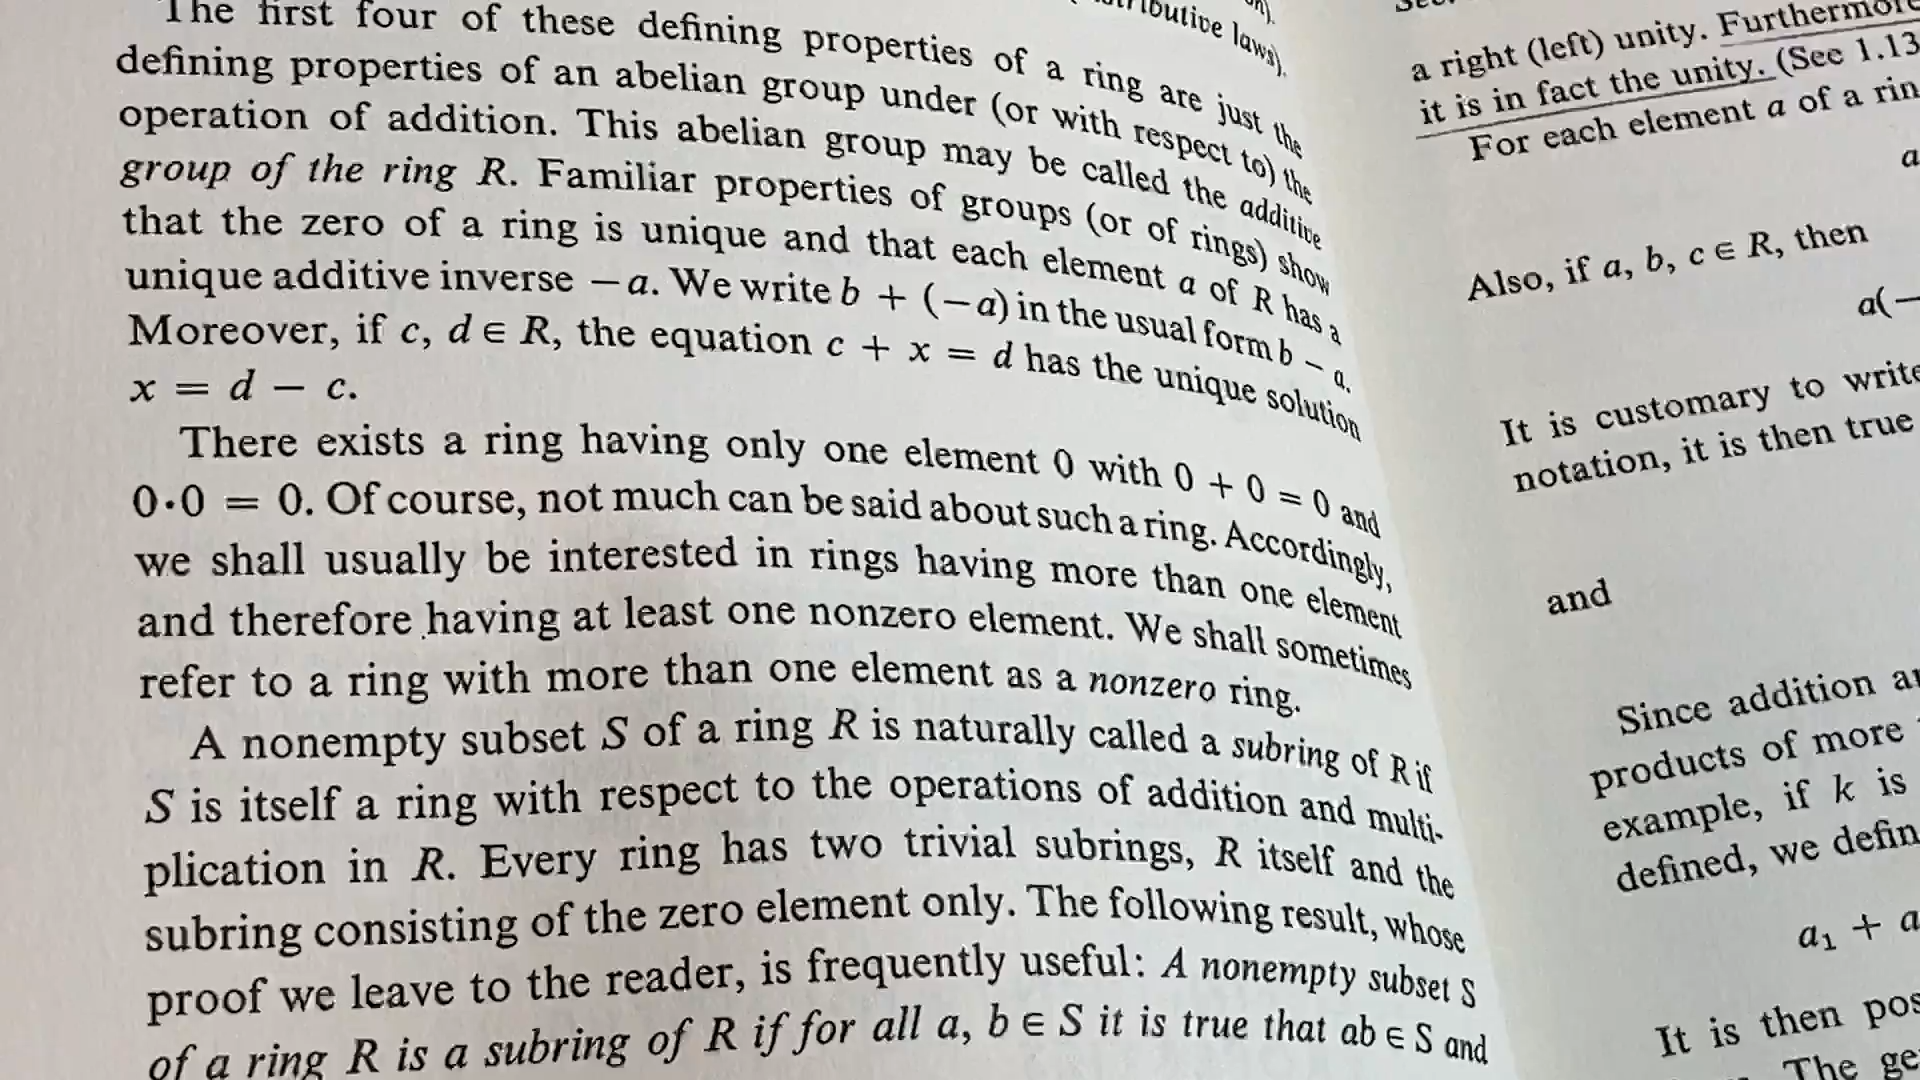 tributive laws).
The first four of these defining properties of a ring are just the
defining properties of an abelian group under (or with respect to) the
operation of addition. This abelian group may be called the additive
group of the ring R. Familiar properties of groups (or of rings) show
that the zero of a ring is unique and that each element a of R has a
unique additive inverse −a. We write b + (−a) in the usual form b − a.
Moreover, if c, d ∈ R, the equation c + x = d has the unique solution
x = d − c.
There exists a ring having only one element 0 with 0 + 0 = 0 and
0·0 = 0. Of course, not much can be said about such a ring. Accordingly,
we shall usually be interested in rings having more than one element
and therefore having at least one nonzero element. We shall sometimes
refer to a ring with more than one element as a nonzero ring.
A nonempty subset S of a ring R is naturally called a subring of R if
S is itself a ring with respect to the operations of addition and multi-
plication in R. Every ring has two trivial subrings, R itself and the
subring consisting of the zero element only. The following result, whose
proof we leave to the reader, is frequently useful: A nonempty subset S
of a ring R is a subring of R if for all a, b ∈ S it is true that ab ∈ S and
a right (left) unity. Furthermore
it is in fact the unity. (See 1.13
For each element a of a rin
a
Also, if a, b, c ∈ R, then
a(−
It is customary to write
notation, it is then true
and
Since addition a
products of more
example, if k is
defined, we defin
a₁ + a
It is then pos
The ge